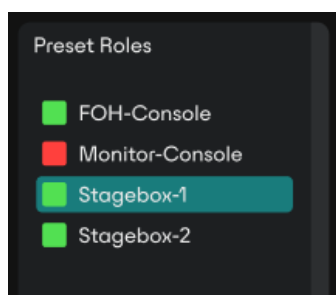 Preset Roles
FOH-Console
Monitor-Console
Stagebox-1
Stagebox-2